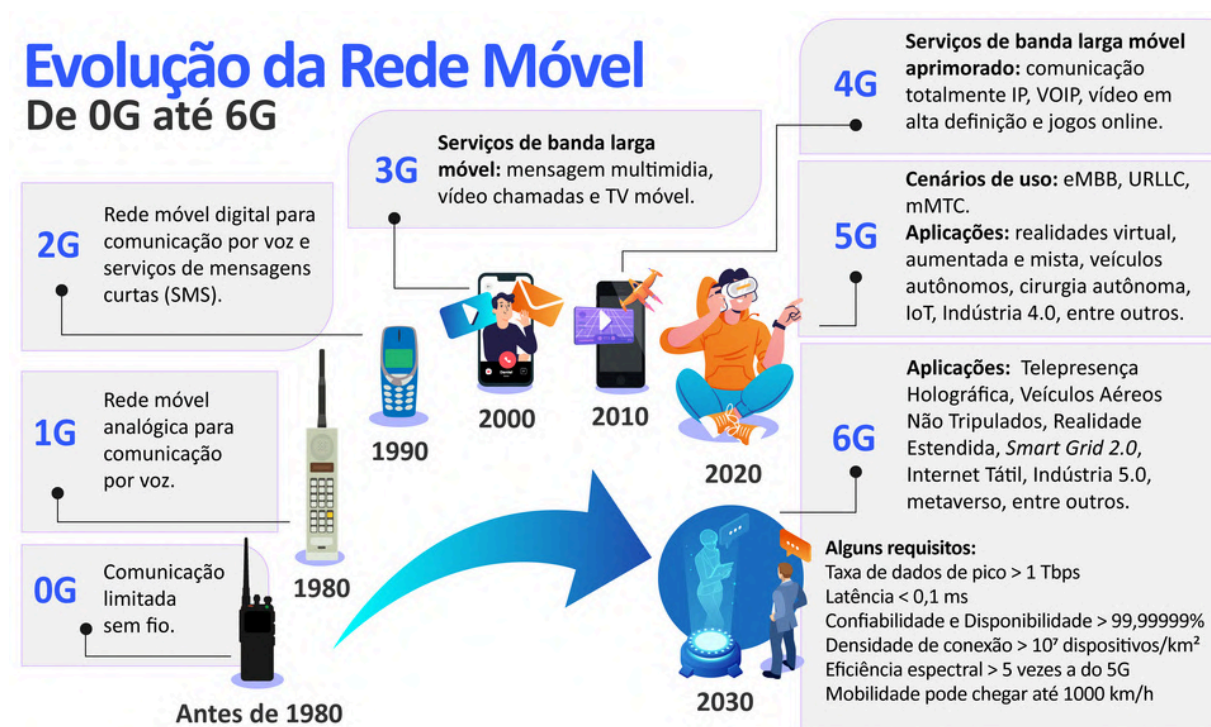 Evolução da Rede Móvel
De 0G até 6G
0G
Comunicação
limitada
sem fio.
Antes de 1980
1G
Rede móvel
analógica para
comunicação
por voz.
1980
2G
Rede móvel digital para
comunicação por voz e
serviços de mensagens
curtas (SMS).
1990
3G
Serviços de banda larga
móvel: mensagem multimidia,
vídeo chamadas e TV móvel.
2000
4G
Serviços de banda larga móvel
aprimorado: comunicação
totalmente IP, VOIP, vídeo em
alta definição e jogos online.
2010
5G
Cenários de uso: eMBB, URLLC,
mMTC.
Aplicações: realidades virtual,
aumentada e mista, veículos
autônomos, cirurgia autônoma,
IoT, Indústria 4.0, entre outros.
2020
6G
Aplicações: Telepresença
Holográfica, Veículos Aéreos
Não Tripulados, Realidade
Estendida, Smart Grid 2.0,
Internet Tátil, Indústria 5.0,
metaverso, entre outros.
Alguns requisitos:
Taxa de dados de pico > 1 Tbps
Latência < 0,1 ms
Confiabilidade e Disponibilidade > 99,99999%
Densidade de conexão > 10⁷ dispositivos/km²
Eficiência espectral > 5 vezes a do 5G
Mobilidade pode chegar até 1000 km/h
2030